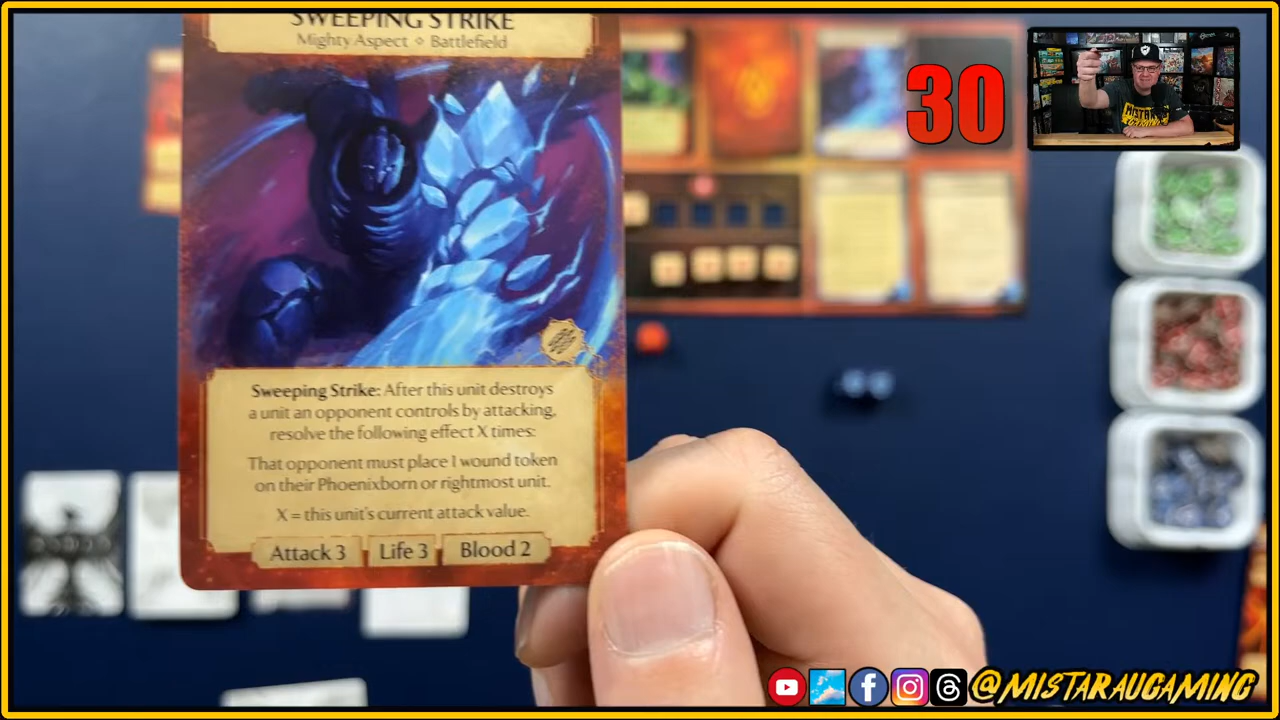 SWEEPING STRIKE
Mighty Aspect ⋄ Battlefield
30
Sweeping Strike: After this unit destroys
a unit an opponent controls by attacking,
resolve the following effect X times:
That opponent must place 1 wound token
on their Phoenixborn or rightmost unit.
X = this unit's current attack value.
Attack 3 Life 3 Blood 2
@MISTARAUGAMING